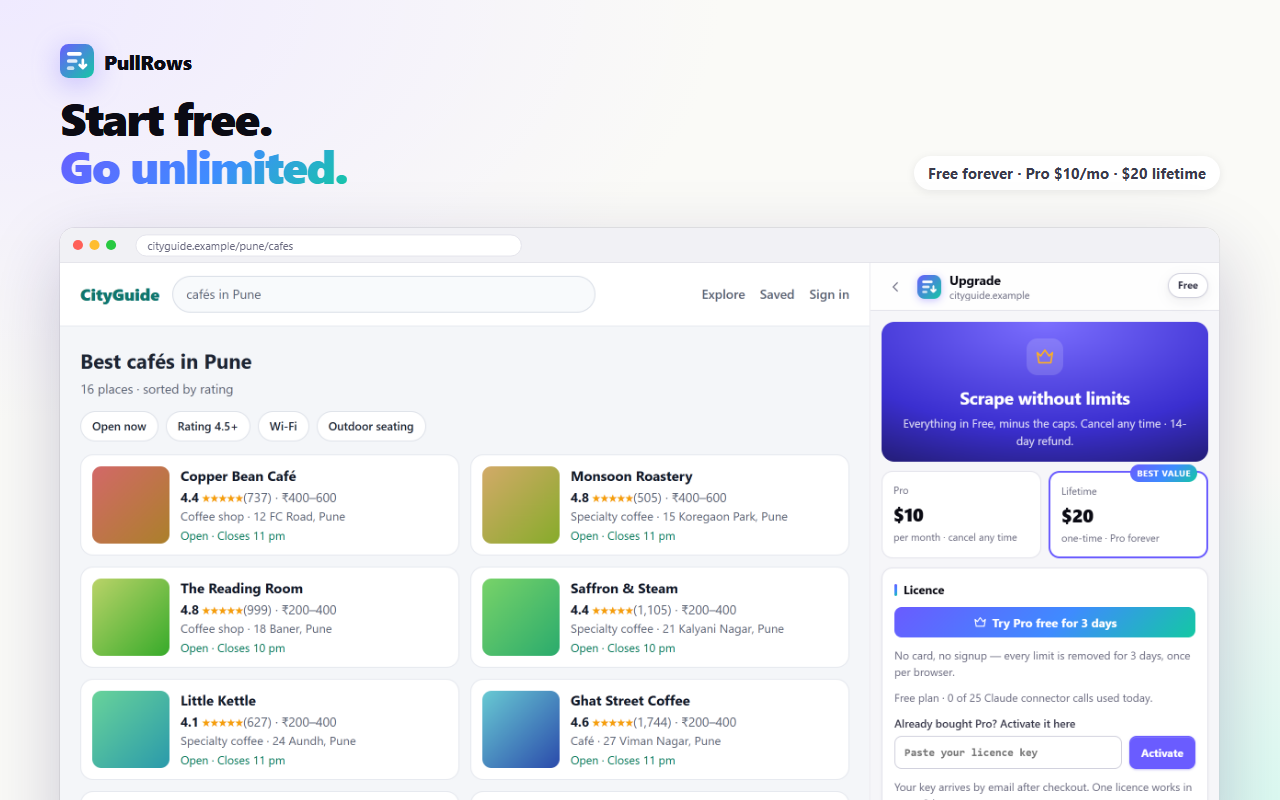 PullRows
Start free.
Go unlimited.
Free forever · Pro $10/mo · $20 lifetime
cityguide.example/pune/cafes
CityGuide
cafés in Pune
Explore
Saved
Sign in
Best cafés in Pune
16 places · sorted by rating
Open now
Rating 4.5+
Wi-Fi
Outdoor seating
Copper Bean Café
4.4 ★★★★★(737) · ₹400–600
Coffee shop · 12 FC Road, Pune
Open · Closes 11 pm
Monsoon Roastery
4.8 ★★★★★(505) · ₹400–600
Specialty coffee · 15 Koregaon Park, Pune
Open · Closes 11 pm
The Reading Room
4.8 ★★★★★(999) · ₹200–400
Coffee shop · 18 Baner, Pune
Open · Closes 10 pm
Saffron & Steam
4.4 ★★★★★(1,105) · ₹200–400
Specialty coffee · 21 Kalyani Nagar, Pune
Open · Closes 10 pm
Little Kettle
4.1 ★★★★★(627) · ₹200–400
Specialty coffee · 24 Aundh, Pune
Open · Closes 11 pm
Ghat Street Coffee
4.6 ★★★★★(1,744) · ₹200–400
Café · 27 Viman Nagar, Pune
Open · Closes 11 pm
Upgrade
cityguide.example
Free
Scrape without limits
Everything in Free, minus the caps. Cancel any time · 14-
day refund.
Pro
$10
per month · cancel any time
BEST VALUE
Lifetime
$20
one-time · Pro forever
Licence
Try Pro free for 3 days
No card, no signup — every limit is removed for 3 days, once
per browser.
Free plan · 0 of 25 Claude connector calls used today.
Already bought Pro? Activate it here
Paste your licence key
Activate
Your key arrives by email after checkout. One licence works in